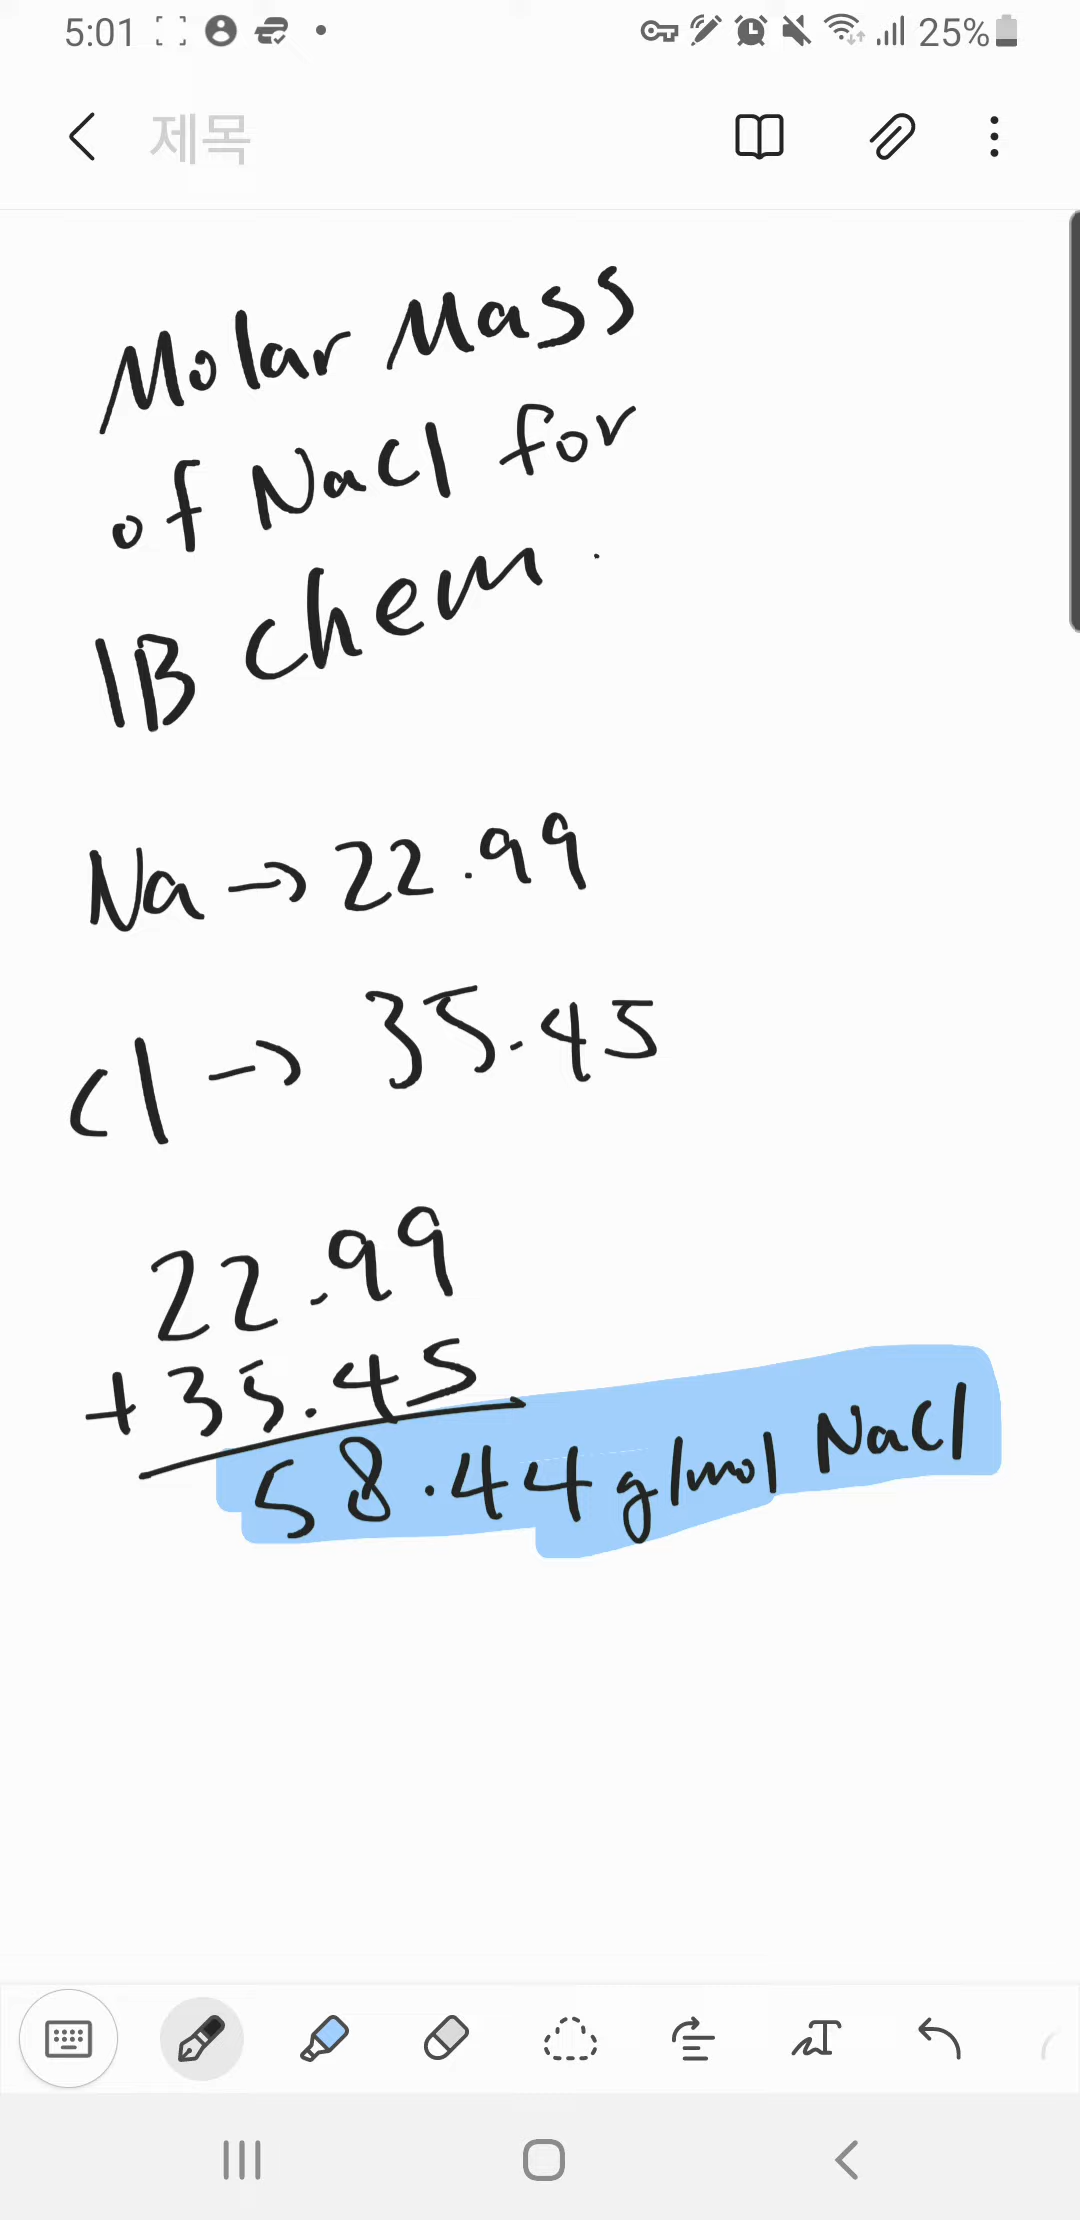 5:01
25%
제목
Molar Mass
of NaCl for
IB chem.
Na → 22.99
Cl → 35.45
22.99
+35.45
58.44 g/mol NaCl
T